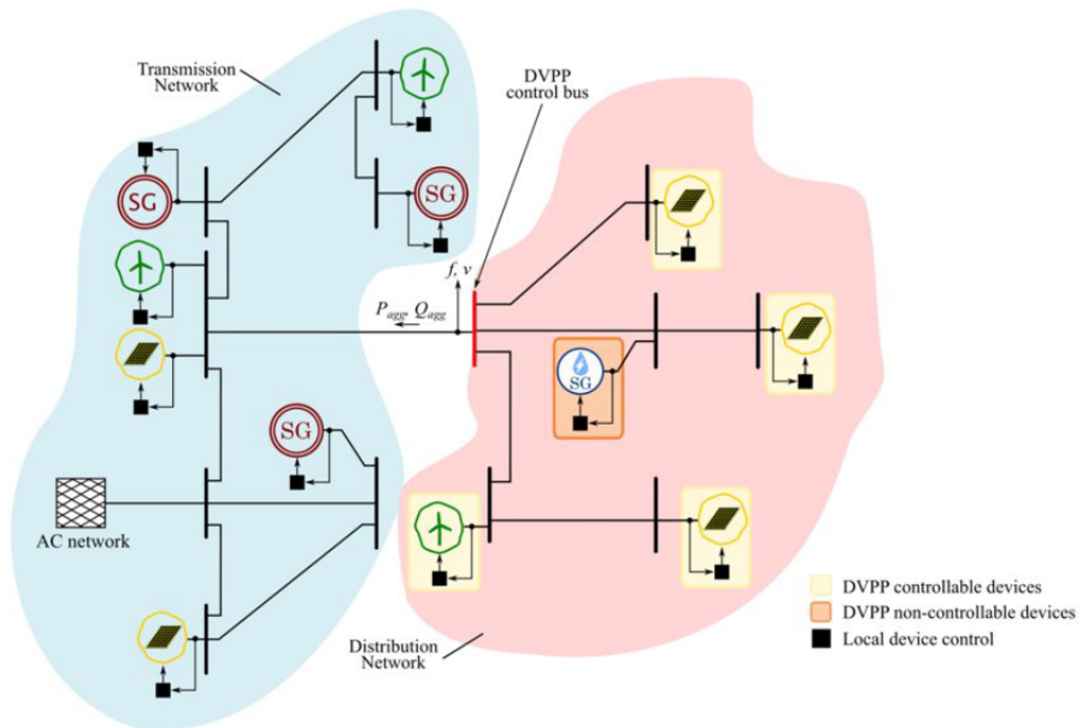 Transmission
Network
DVPP
control bus
SG
SG
f, v
P_agg, Q_agg
SG
SG
AC network
Distribution
Network
DVPP controllable devices
DVPP non-controllable devices
Local device control